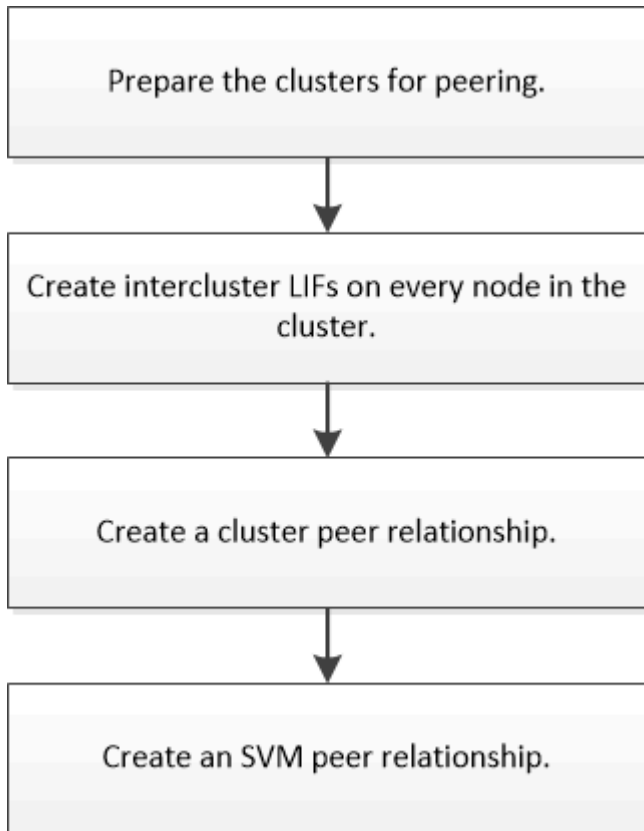 Prepare the clusters for peering.
Create intercluster LIFs on every node in the
cluster.
Create a cluster peer relationship.
Create an SVM peer relationship.